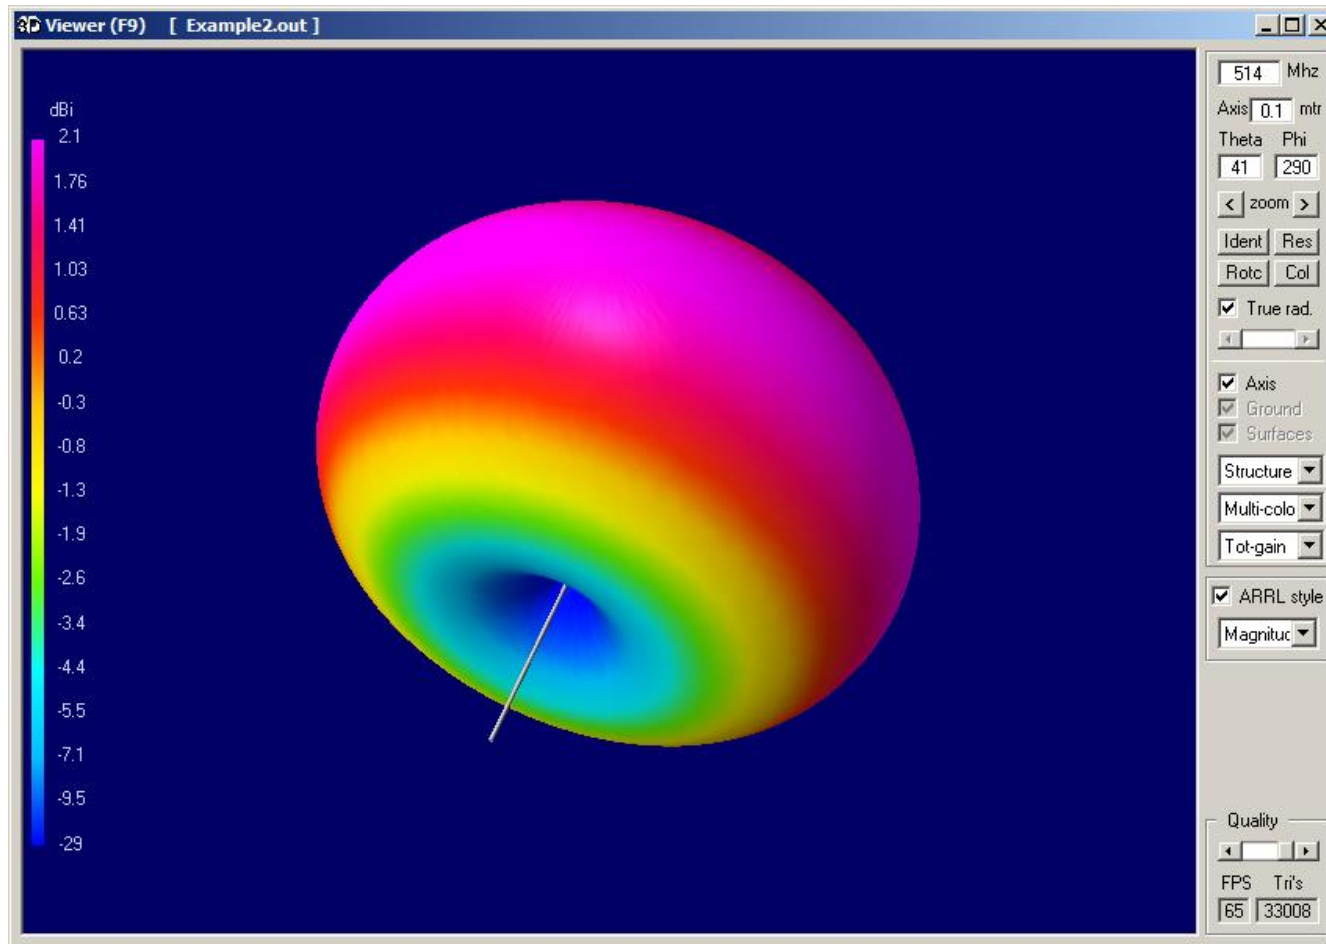 3D Viewer (F9) [ Example2.out ]
dBi
2.1
1.76
1.41
1.03
0.63
0.2
-0.3
-0.8
-1.3
-1.9
-2.6
-3.4
-4.4
-5.5
-7.1
-9.5
-29
514 Mhz
Axis 0.1 mtr
Theta Phi
41 290
< zoom >
Ident Res
Rotc Col
True rad.
Axis
Ground
Surfaces
Structure
Multi-colo
Tot-gain
ARRL style
Magnituc
Quality
FPS Tri's
65 33008